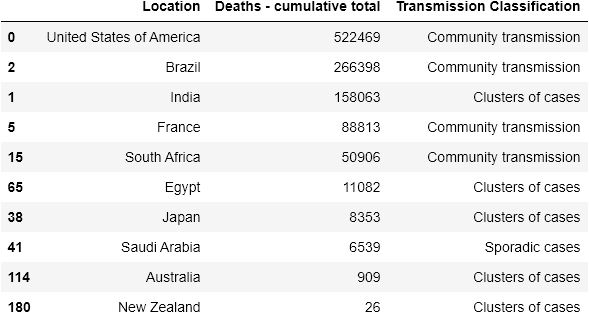 Location Deaths - cumulative total Transmission Classification
0 United States of America 522469 Community transmission
2 Brazil 266398 Community transmission
1 India 158063 Clusters of cases
5 France 88813 Community transmission
15 South Africa 50906 Community transmission
65 Egypt 11082 Clusters of cases
38 Japan 8353 Clusters of cases
41 Saudi Arabia 6539 Sporadic cases
114 Australia 909 Clusters of cases
180 New Zealand 26 Clusters of cases